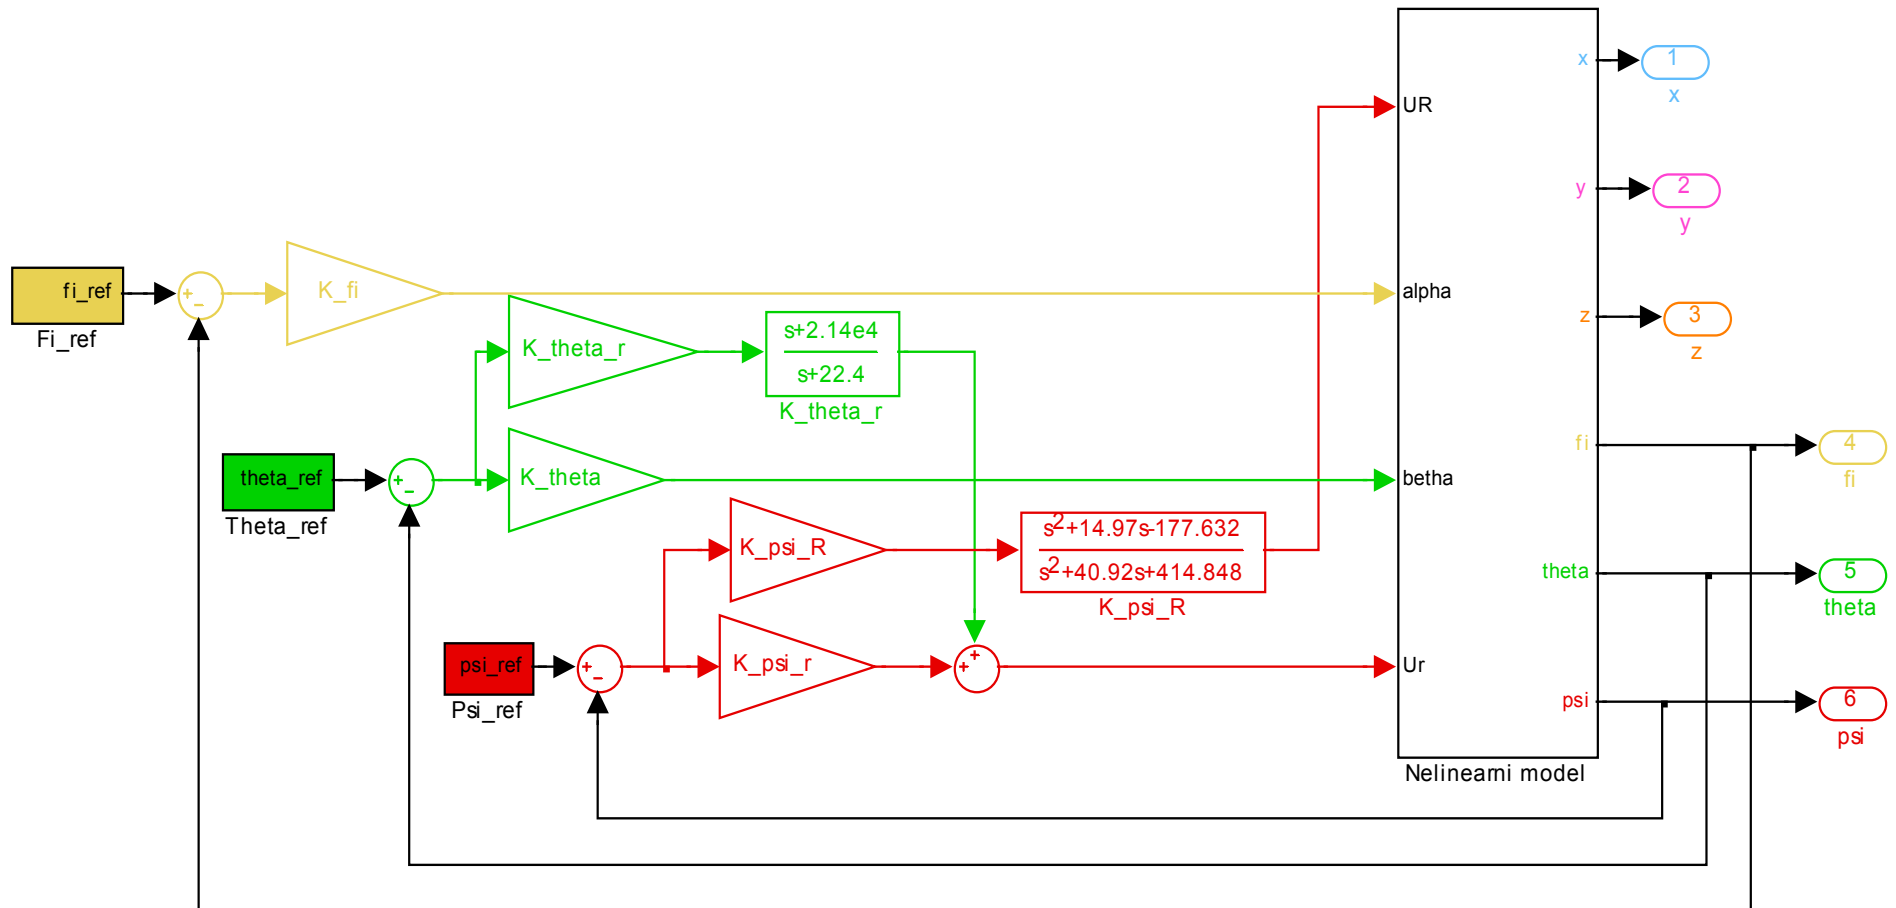 fi_ref
Fi_ref
+
−
K_fi
theta_ref
Theta_ref
+
−
K_theta_r
s+2.14e4
s+22.4
K_theta_r
K_theta
psi_ref
Psi_ref
+
−
K_psi_R
s2+14.97s-177.632
s2+40.92s+414.848
K_psi_R
K_psi_r
+
+
UR
alpha
betha
Ur
x
y
z
fi
theta
psi
Nelinearni model
1
x
2
y
3
z
4
fi
5
theta
6
psi